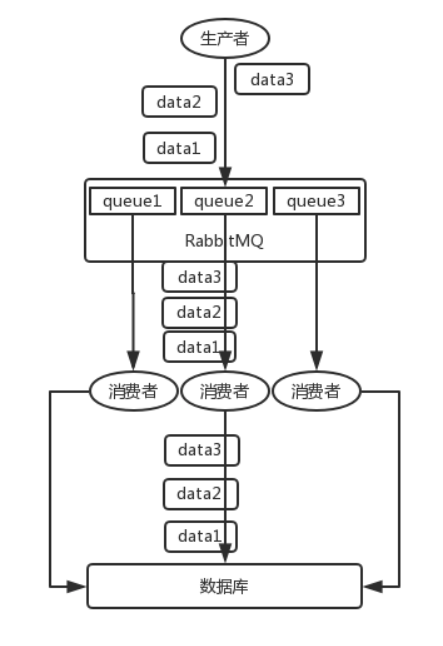 生产者
data3
data2
data1
queue1 queue2 queue3
RabbitMQ
data3
data2
data1
消费者 消费者 消费者
data3
data2
data1
数据库